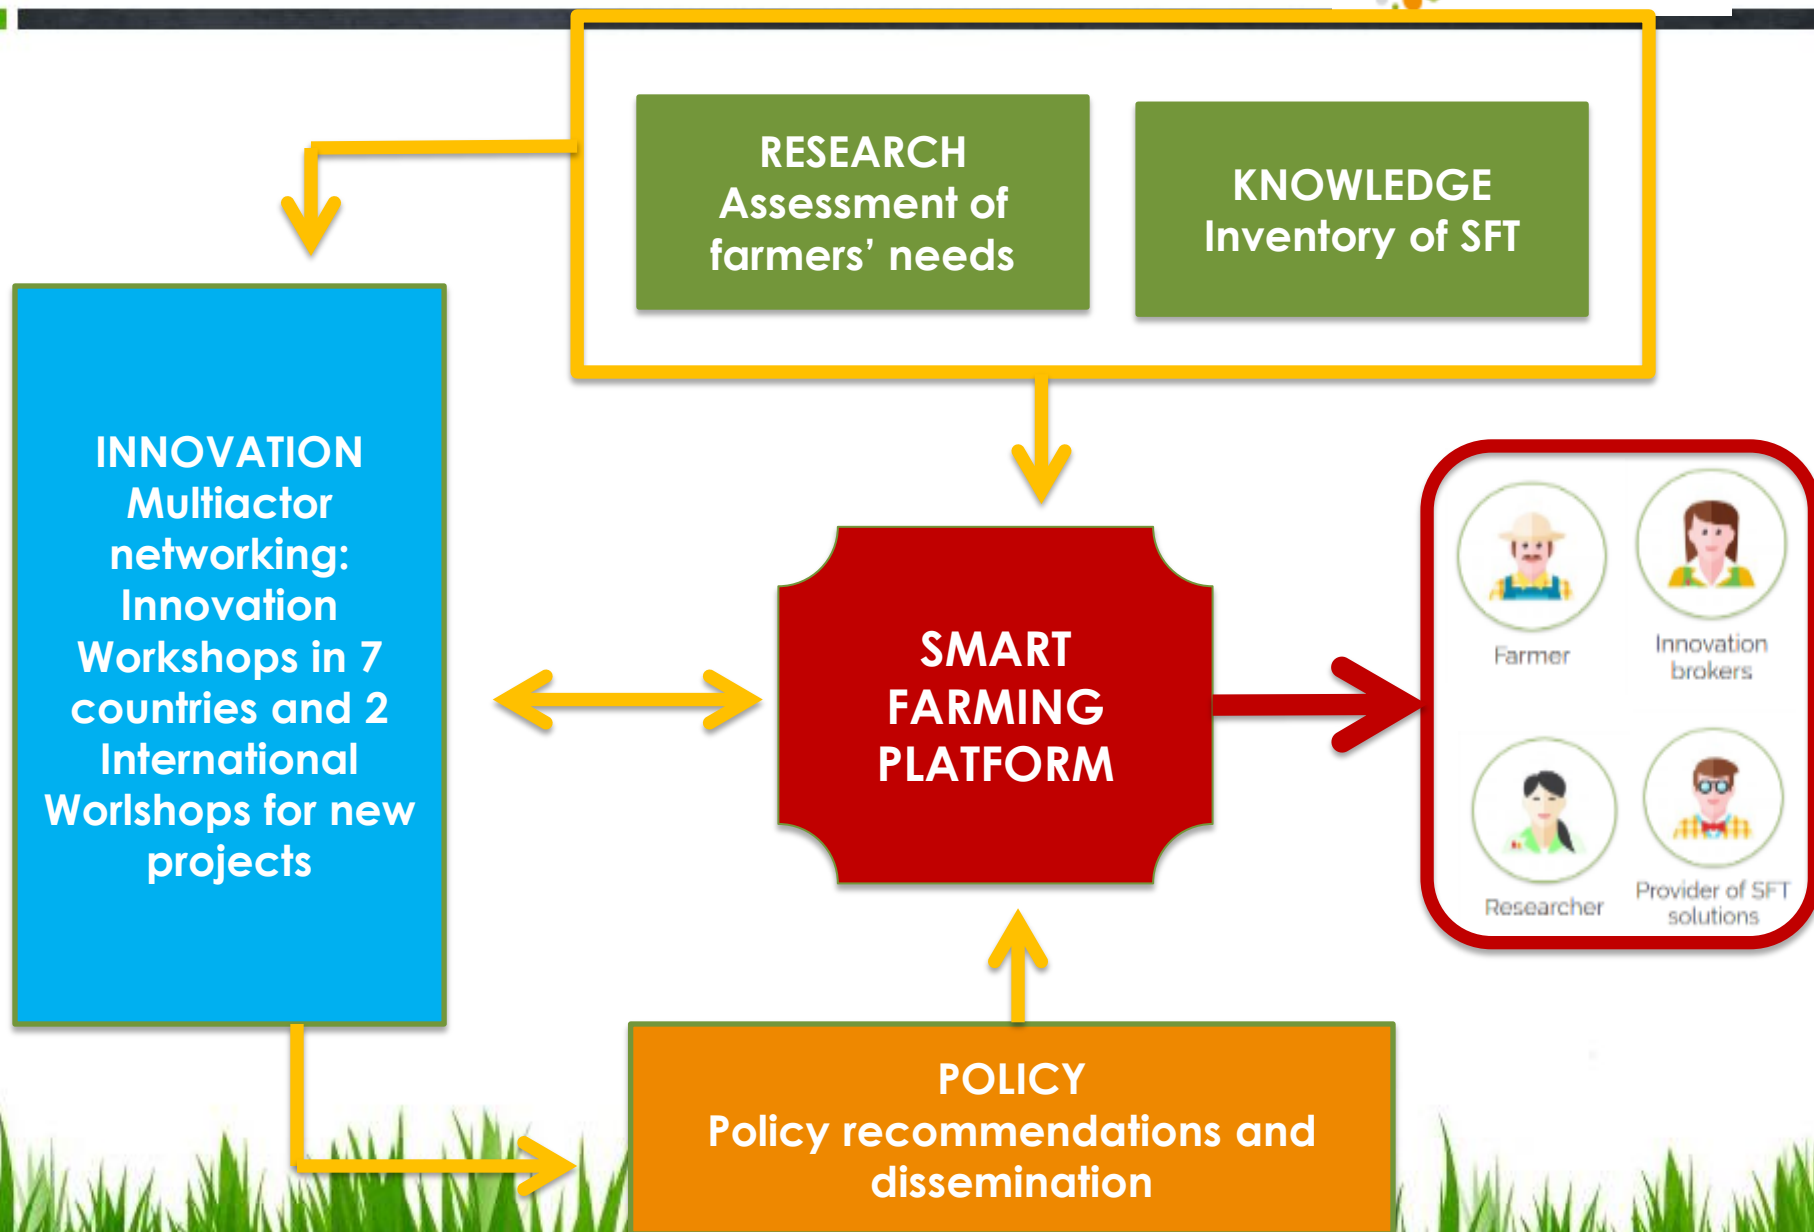 RESEARCH
Assessment of
farmers’ needs
KNOWLEDGE
Inventory of SFT
INNOVATION
Multiactor
networking:
Innovation
Workshops in 7
countries and 2
International
Worlshops for new
projects
SMART
FARMING
PLATFORM
Farmer
Innovation
brokers
Researcher
Provider of SFT
solutions
POLICY
Policy recommendations and
dissemination